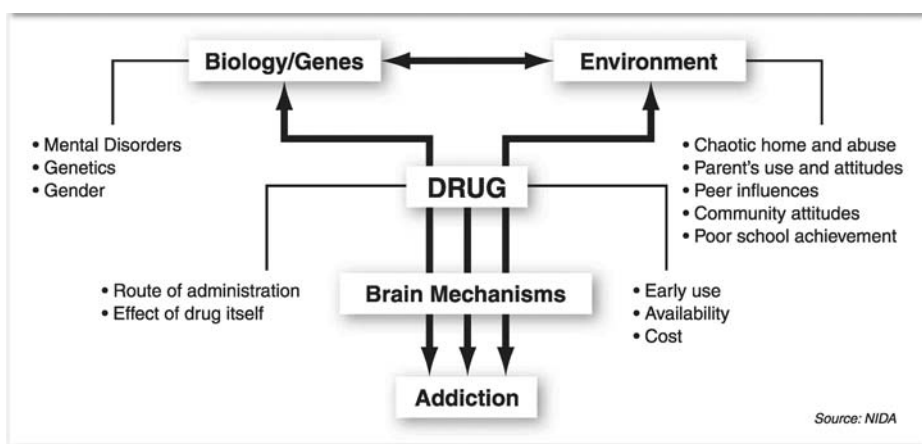 Biology/Genes
Environment
• Mental Disorders
• Genetics
• Gender
• Chaotic home and abuse
• Parent's use and attitudes
• Peer influences
• Community attitudes
• Poor school achievement
DRUG
• Route of administration
• Effect of drug itself
Brain Mechanisms
• Early use
• Availability
• Cost
Addiction
Source: NIDA